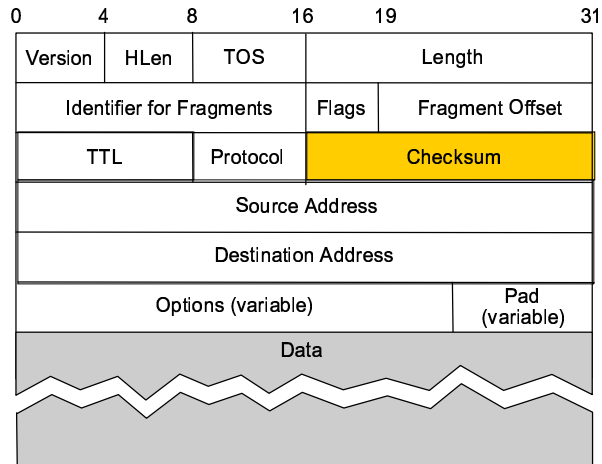 0 4 8 16 19 31
Version HLen TOS Length
Identifier for Fragments Flags Fragment Offset
TTL Protocol Checksum
Source Address
Destination Address
Options (variable) Pad
(variable)
Data